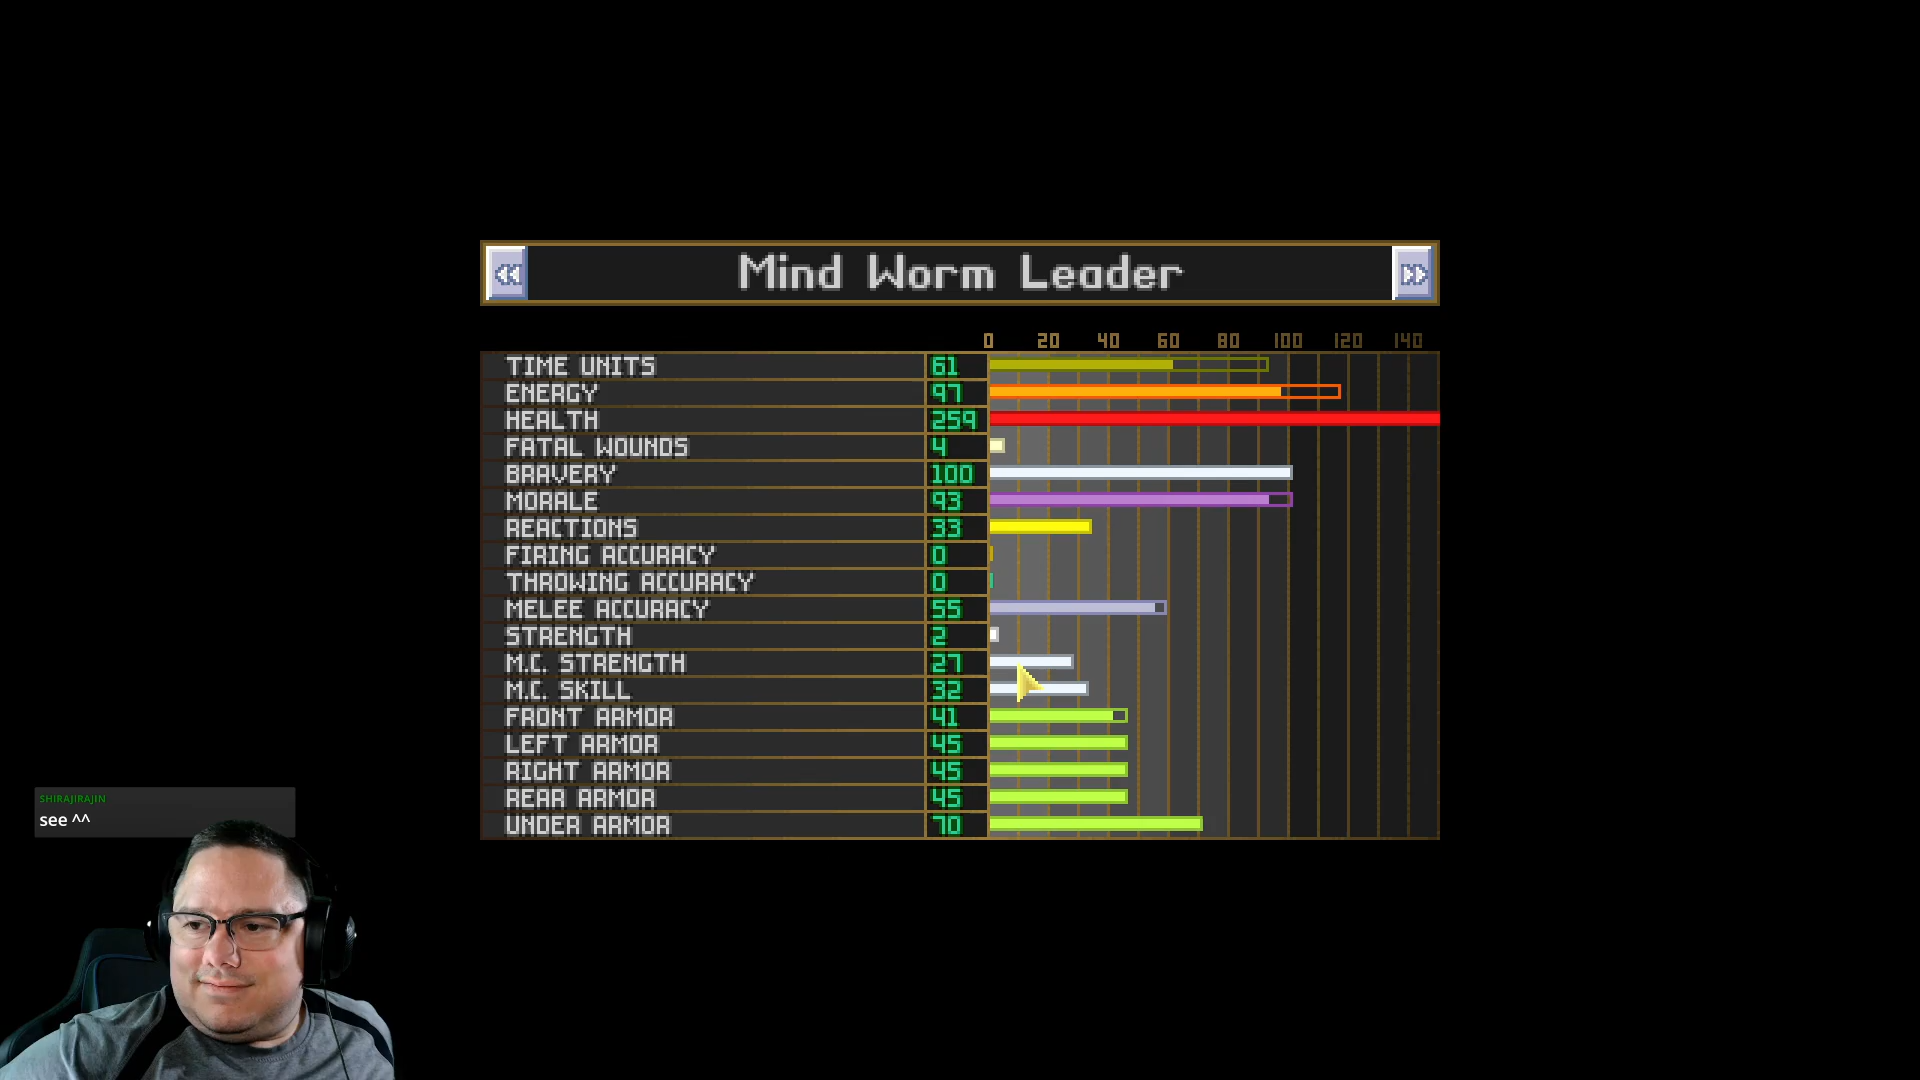 Mind Worm Leader
0 20 40 60 80 100 120 140
TIME UNITS 61
ENERGY 97
HEALTH 259
FATAL WOUNDS 4
BRAVERY 100
MORALE 93
REACTIONS 33
FIRING ACCURACY 0
THROWING ACCURACY 0
MELEE ACCURACY 55
STRENGTH 2
M.C. STRENGTH 27
M.C. SKILL 32
FRONT ARMOR 41
LEFT ARMOR 45
RIGHT ARMOR 45
REAR ARMOR 45
UNDER ARMOR 70
SHIRAJIRAJIN
see ^^